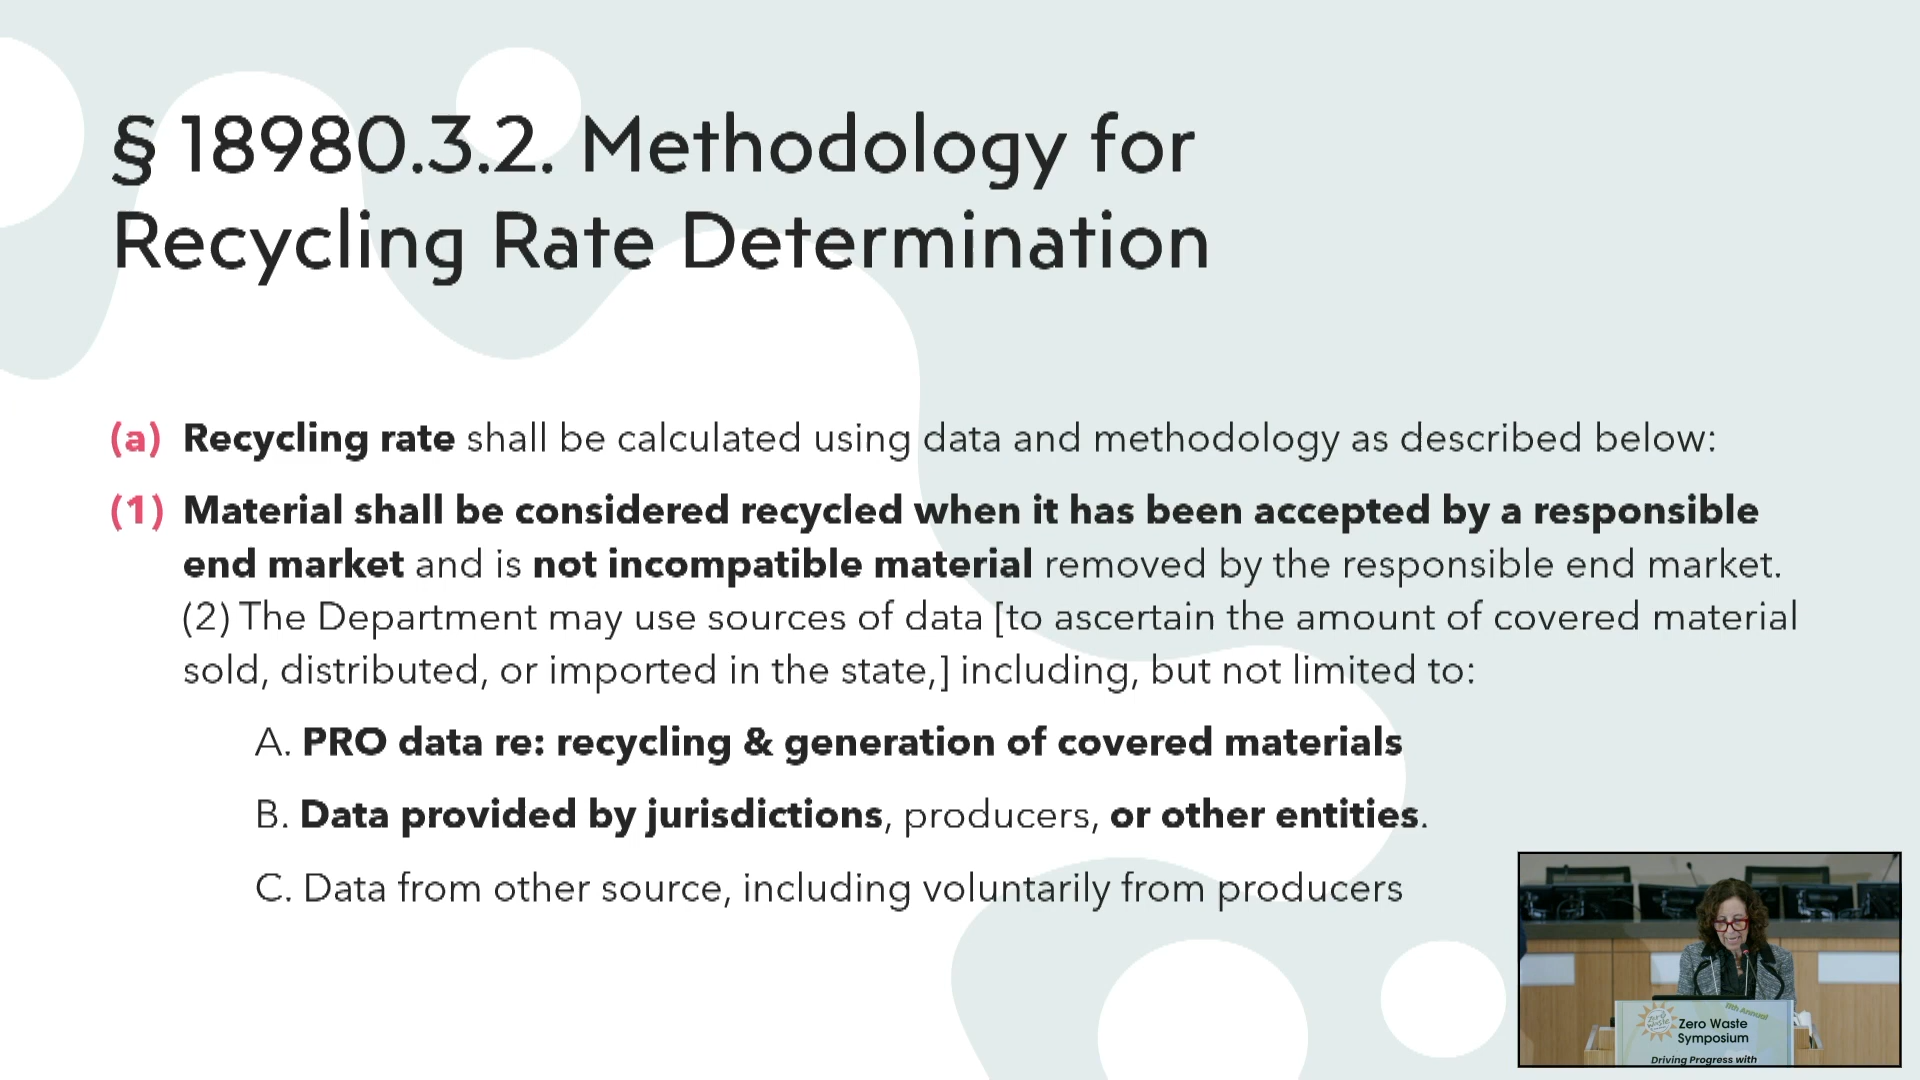 § 18980.3.2. Methodology for
Recycling Rate Determination
(a) Recycling rate shall be calculated using data and methodology as described below:
(1) Material shall be considered recycled when it has been accepted by a responsible
end market and is not incompatible material removed by the responsible end market.
(2) The Department may use sources of data [to ascertain the amount of covered material
sold, distributed, or imported in the state,] including, but not limited to:
A. PRO data re: recycling & generation of covered materials
B. Data provided by jurisdictions, producers, or other entities.
C. Data from other source, including voluntarily from producers
11th Annual
Zero Waste
Zero Waste
Symposium
Driving Progress with